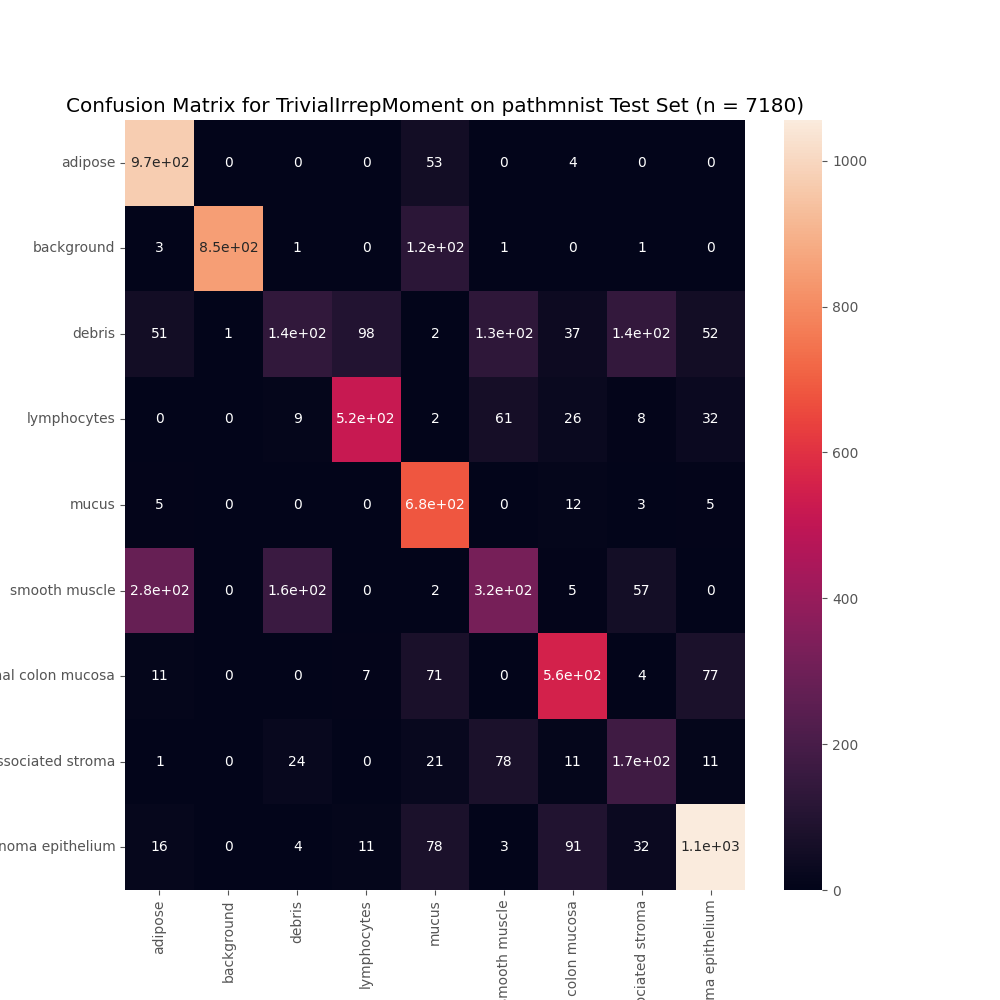 Confusion Matrix for TrivialIrrepMoment on pathmnist Test Set (n = 7180)
adipose 9.7e+02 0 0 0 53 0 4 0 0
background 3 8.5e+02 1 0 1.2e+02 1 0 1 0
debris 51 1 1.4e+02 98 2 1.3e+02 37 1.4e+02 52
lymphocytes 0 0 9 5.2e+02 2 61 26 8 32
mucus 5 0 0 0 6.8e+02 0 12 3 5
smooth muscle 2.8e+02 0 1.6e+02 0 2 3.2e+02 5 57 0
al colon mucosa 11 0 0 7 71 0 5.6e+02 4 77
ssociated stroma 1 0 24 0 21 78 11 1.7e+02 11
noma epithelium 16 0 4 11 78 3 91 32 1.1e+03
adipose
background
debris
lymphocytes
mucus
mooth muscle
colon mucosa
ciated stroma
ma epithelium
1000
800
600
400
200
0